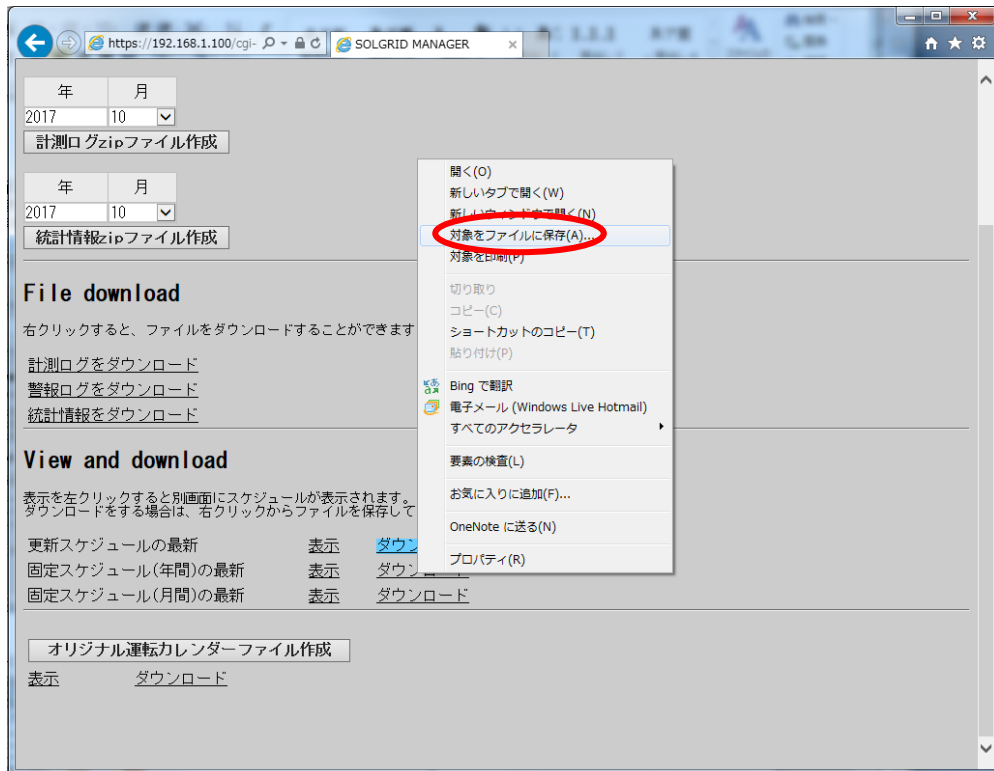 https://192.168.1.100/cgi-
SOLGRID MANAGER
年 月
2017 10
計測ログzipファイル作成
年 月
2017 10
統計情報zipファイル作成
File download
右クリックすると、ファイルをダウンロードすることができます
計測ログをダウンロード
警報ログをダウンロード
統計情報をダウンロード
View and download
表示を左クリックすると別画面にスケジュールが表示されます。
ダウンロードをする場合は、右クリックからファイルを保存して
更新スケジュールの最新 表示 ダウン
固定スケジュール(年間)の最新 表示 ダウンロード
固定スケジュール(月間)の最新 表示 ダウンロード
オリジナル運転カレンダーファイル作成
表示 ダウンロード
開く(O)
新しいタブで開く(W)
新しいウィンドウで開く(N)
対象をファイルに保存(A)...
対象を印刷(P)
切り取り
コピー(C)
ショートカットのコピー(T)
貼り付け(P)
Bing で翻訳
電子メール (Windows Live Hotmail)
すべてのアクセラレータ
要素の検査(L)
お気に入りに追加(F)...
OneNote に送る(N)
プロパティ(R)